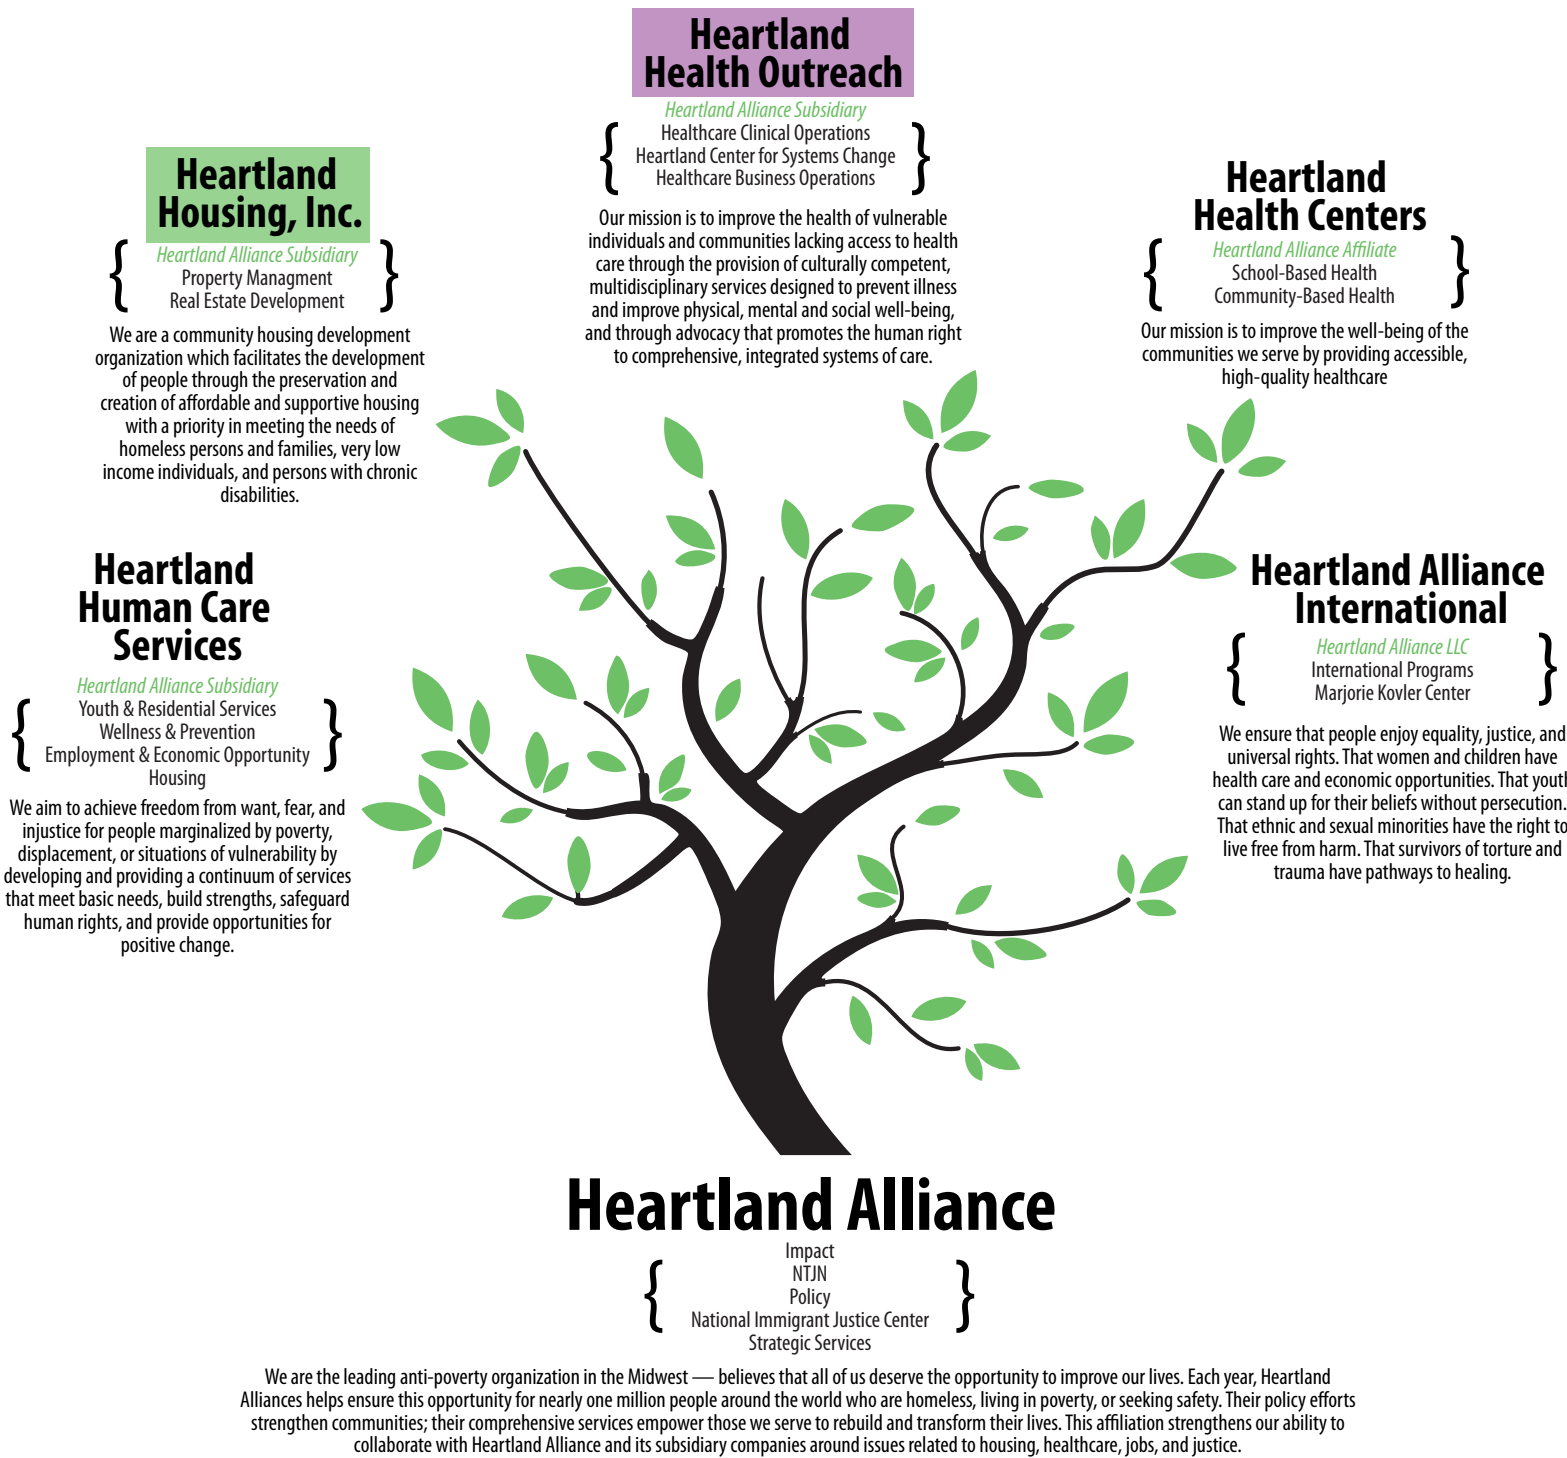 Heartland
Health Outreach
Heartland Alliance Subsidiary
Healthcare Clinical Operations
Heartland Center for Systems Change
Healthcare Business Operations
Our mission is to improve the health of vulnerable
individuals and communities lacking access to health
care through the provision of culturally competent,
multidisciplinary services designed to prevent illness
and improve physical, mental and social well-being,
and through advocacy that promotes the human right
to comprehensive, integrated systems of care.
Heartland
Housing, Inc.
Heartland Alliance Subsidiary
Property Managment
Real Estate Development
We are a community housing development
organization which facilitates the development
of people through the preservation and
creation of affordable and supportive housing
with a priority in meeting the needs of
homeless persons and families, very low
income individuals, and persons with chronic
disabilities.
Heartland
Health Centers
Heartland Alliance Affiliate
School-Based Health
Community-Based Health
Our mission is to improve the well-being of the
communities we serve by providing accessible,
high-quality healthcare
Heartland
Human Care
Services
Heartland Alliance Subsidiary
Youth & Residential Services
Wellness & Prevention
Employment & Economic Opportunity
Housing
We aim to achieve freedom from want, fear, and
injustice for people marginalized by poverty,
displacement, or situations of vulnerability by
developing and providing a continuum of services
that meet basic needs, build strengths, safeguard
human rights, and provide opportunities for
positive change.
Heartland Alliance
International
Heartland Alliance LLC
International Programs
Marjorie Kovler Center
We ensure that people enjoy equality, justice, and
universal rights. That women and children have
health care and economic opportunities. That youth
can stand up for their beliefs without persecution.
That ethnic and sexual minorities have the right to
live free from harm. That survivors of torture and
trauma have pathways to healing.
Heartland Alliance
Impact
NTJN
Policy
National Immigrant Justice Center
Strategic Services
We are the leading anti-poverty organization in the Midwest — believes that all of us deserve the opportunity to improve our lives. Each year, Heartland
Alliances helps ensure this opportunity for nearly one million people around the world who are homeless, living in poverty, or seeking safety. Their policy efforts
strengthen communities; their comprehensive services empower those we serve to rebuild and transform their lives. This affiliation strengthens our ability to
collaborate with Heartland Alliance and its subsidiary companies around issues related to housing, healthcare, jobs, and justice.